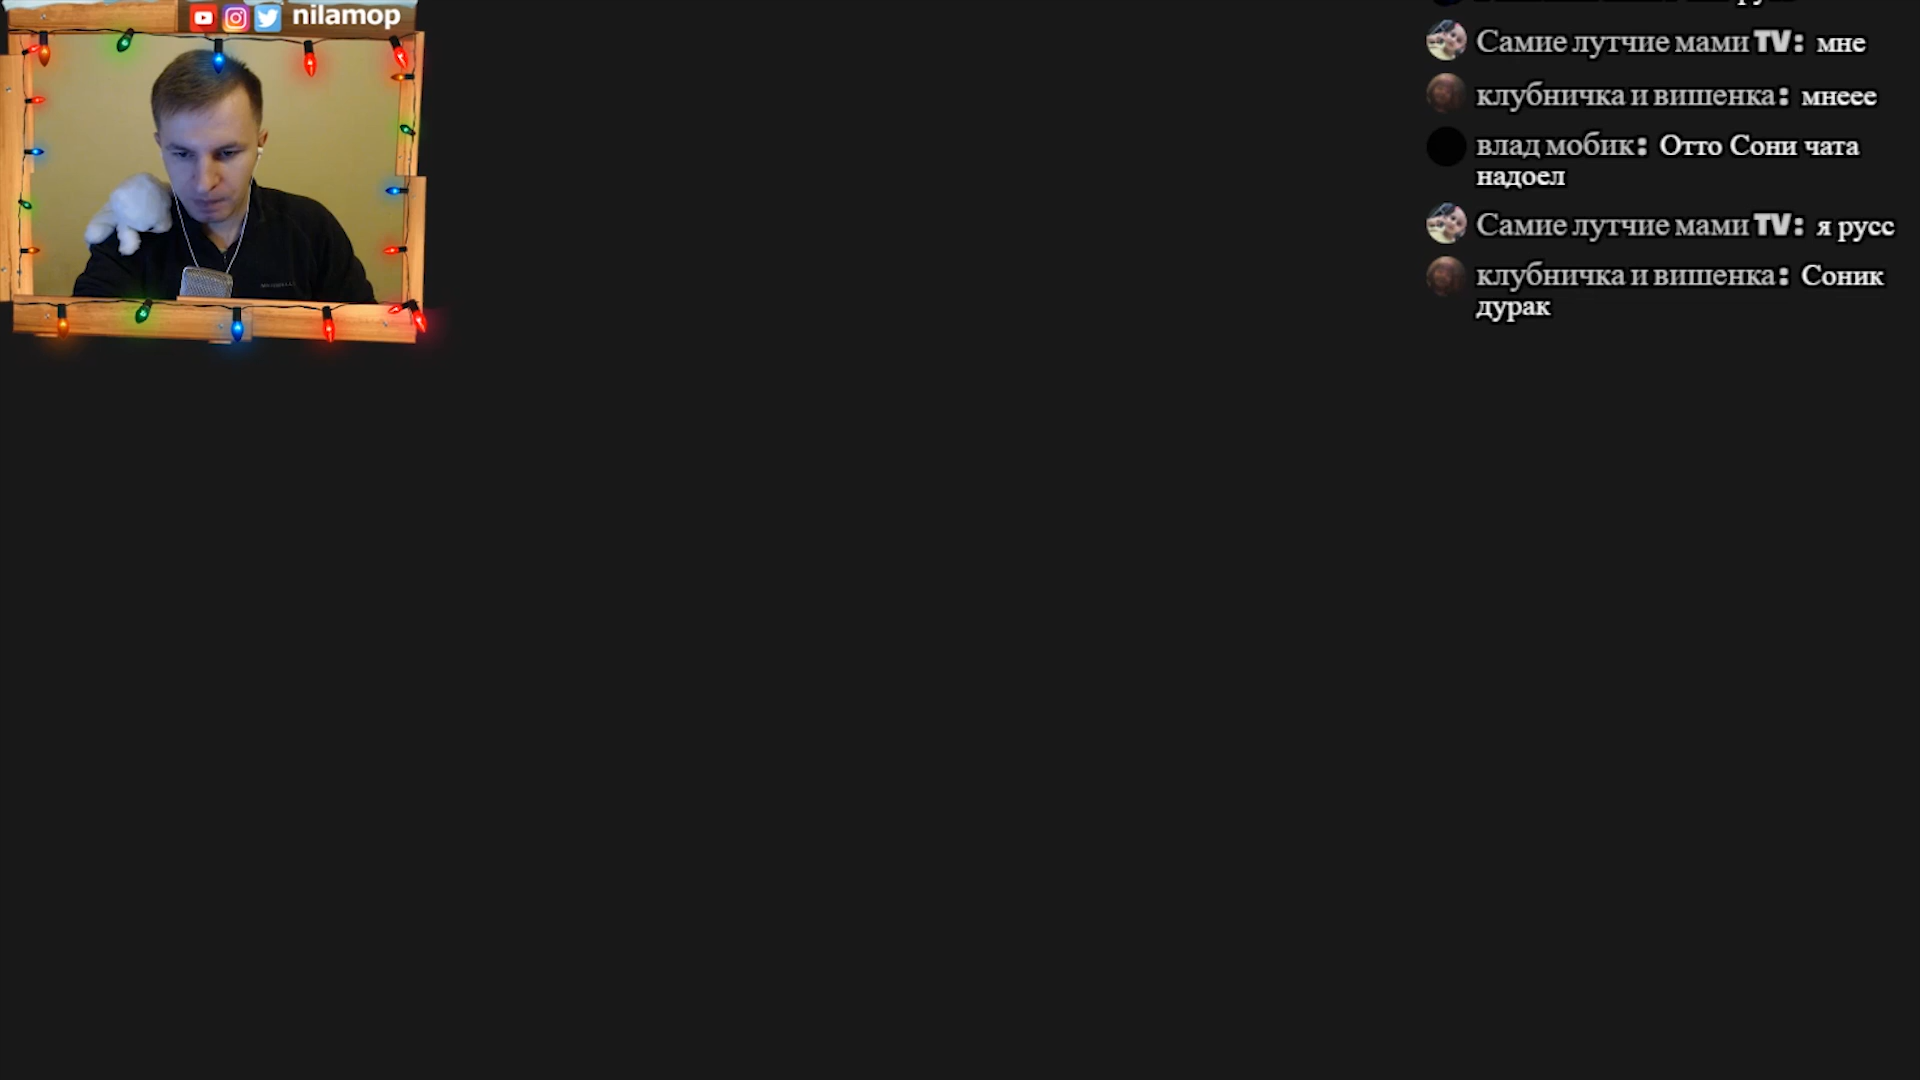 nilamop
Самие лутчие мами TV: мне
клубничка и вишенка: мнеее
влад мобик: Отто Сони чата
надоел
Самие лутчие мами TV: я русс
клубничка и вишенка: Соник
дурак